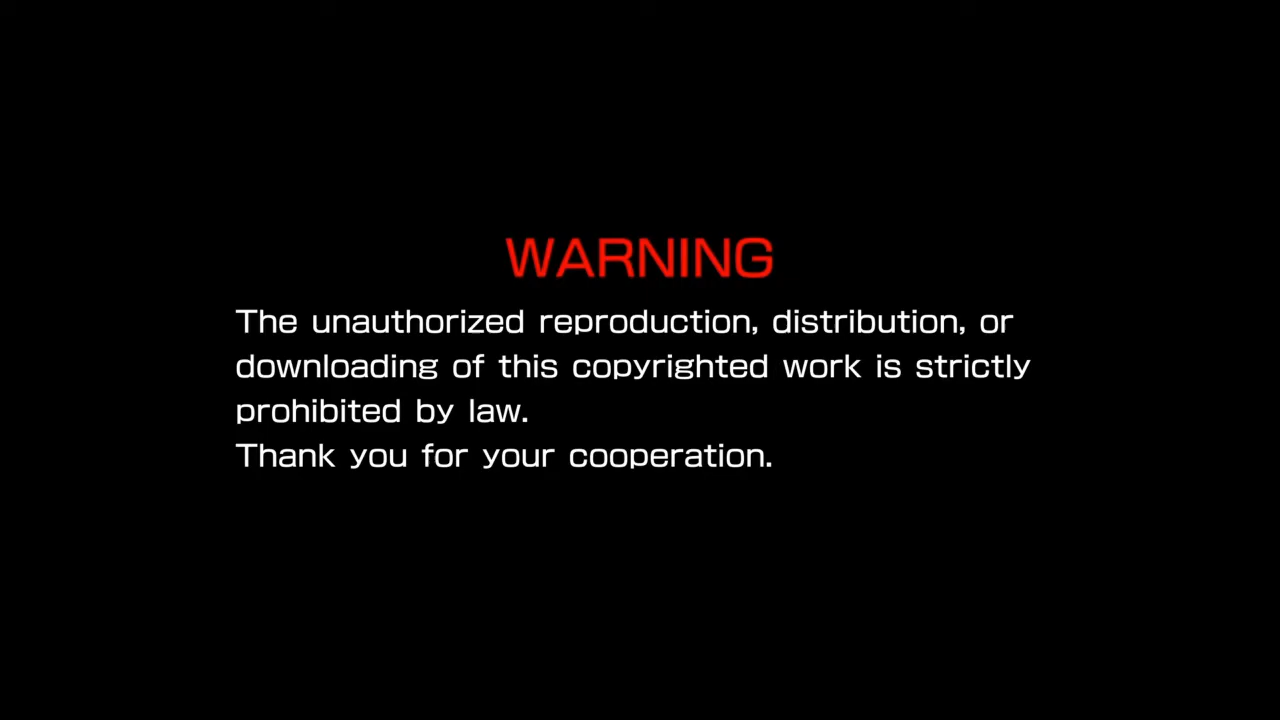 WARNING
The unauthorized reproduction, distribution, or
downloading of this copyrighted work is strictly
prohibited by law.
Thank you for your cooperation.